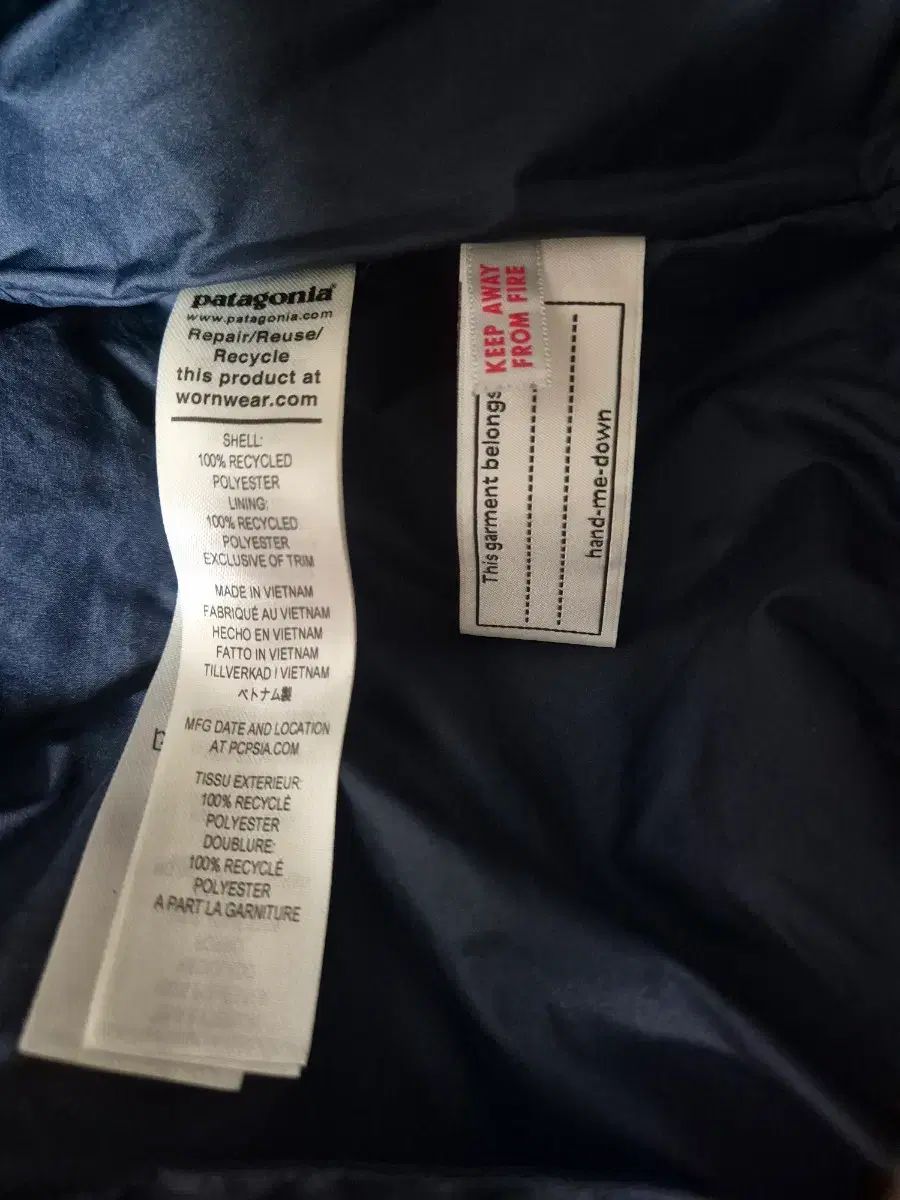 patagonia®
www.patagonia.com
Repair/Reuse/
Recycle
this product at
wornwear.com
SHELL:
100% RECYCLED
POLYESTER
LINING:
100% RECYCLED
POLYESTER
EXCLUSIVE OF TRIM
MADE IN VIETNAM
FABRIQUÉ AU VIETNAM
HECHO EN VIETNAM
FATTO IN VIETNAM
TILLVERKAD I VIETNAM
ベトナム製
MFG DATE AND LOCATION
AT PCPSIA.COM
TISSU EXTERIEUR:
100% RECYCLÉ
POLYESTER
DOUBLURE:
100% RECYCLÉ
POLYESTER
A PART LA GARNITURE
KEEP AWAY
FROM FIRE
This garment belongs
hand-me-down